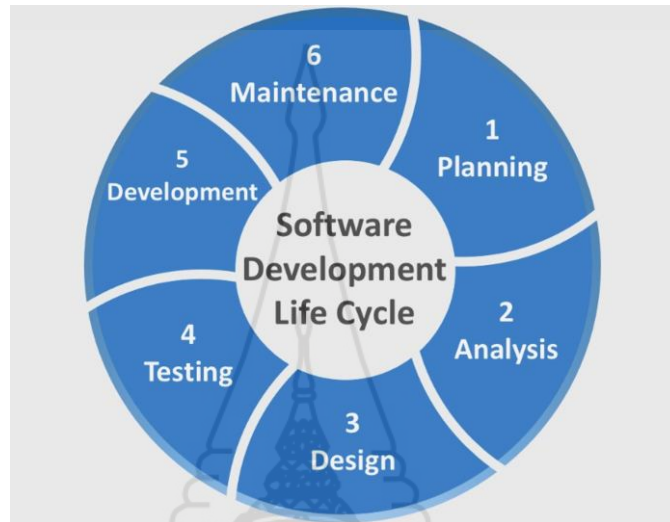 Software
Development
Life Cycle
1
Planning
2
Analysis
3
Design
4
Testing
5
Development
6
Maintenance